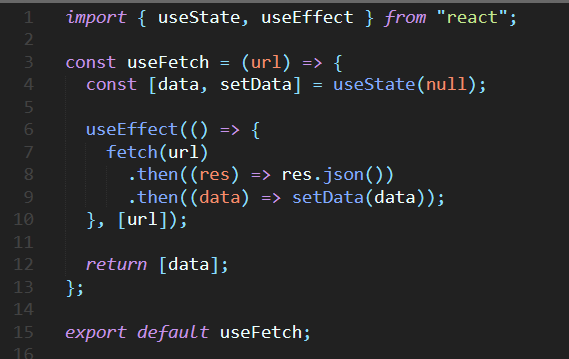 1 import { useState, useEffect } from "react";
2
3 const useFetch = (url) => {
4   const [data, setData] = useState(null);
5
6   useEffect(() => {
7     fetch(url)
8       .then((res) => res.json())
9       .then((data) => setData(data));
10   }, [url]);
11
12   return [data];
13 };
14
15 export default useFetch;
16